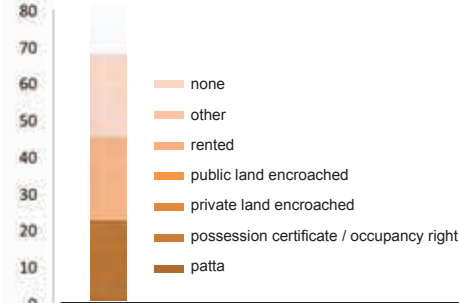 80
70
60
50
40
30
20
10
0
none
other
rented
public land encroached
private land encroached
possession certificate / occupancy right
patta